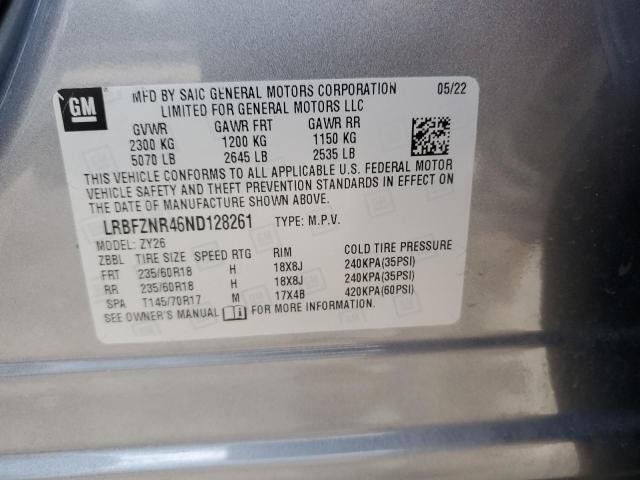 GM
MFD BY SAIC GENERAL MOTORS CORPORATION 05/22
LIMITED FOR GENERAL MOTORS LLC
GVWR GAWR FRT GAWR RR
2300 KG 1200 KG 1150 KG
5070 LB 2645 LB 2535 LB
THIS VEHICLE CONFORMS TO ALL APPLICABLE U.S. FEDERAL MOTOR
VEHICLE SAFETY AND THEFT PREVENTION STANDARDS IN EFFECT ON THE
DATE OF MANUFACTURE SHOWN ABOVE.
LRBFZNR46ND128261 TYPE: M.P.V.
MODEL: ZY26
ZBBL TIRE SIZE SPEED RTG RIM COLD TIRE PRESSURE
FRT 235/60R18 H 18X8J 240KPA(35PSI)
RR 235/60R18 H 18X8J 240KPA(35PSI)
SPA T145/70R17 M 17X4B 420KPA(60PSI)
SEE OWNER'S MANUAL FOR MORE INFORMATION.